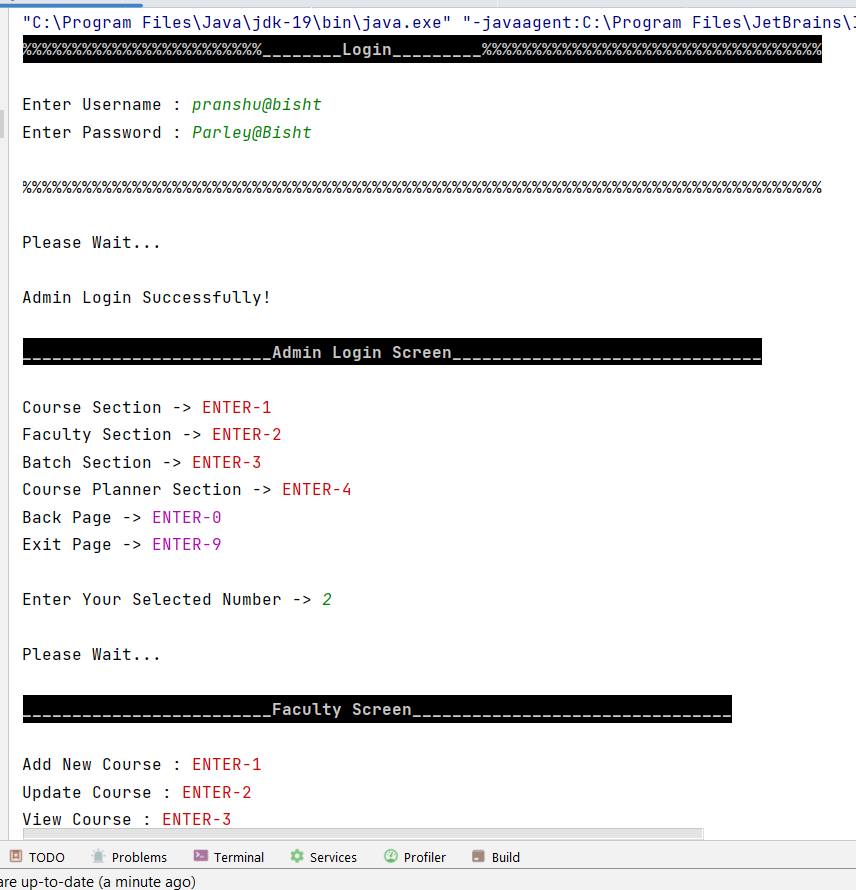 "C:\Program Files\Java\jdk-19\bin\java.exe" "-javaagent:C:\Program Files\JetBrains\
%%%%%%%%%%%%%%%%%%%%%%%%________Login_________%%%%%%%%%%%%%%%%%%%%%%%%%%%%%%%%%%
Enter Username : pranshu@bisht
Enter Password : Parley@Bisht
%%%%%%%%%%%%%%%%%%%%%%%%%%%%%%%%%%%%%%%%%%%%%%%%%%%%%%%%%%%%%%%%%%%%%%%%%%%%%%%%
Please Wait...
Admin Login Successfully!
_________________________Admin Login Screen_______________________________
Course Section -> ENTER-1
Faculty Section -> ENTER-2
Batch Section -> ENTER-3
Course Planner Section -> ENTER-4
Back Page -> ENTER-0
Exit Page -> ENTER-9
Enter Your Selected Number -> 2
Please Wait...
_________________________Faculty Screen________________________________
Add New Course : ENTER-1
Update Course : ENTER-2
View Course : ENTER-3
TODO Problems Terminal Services Profiler Build
are up-to-date (a minute ago)